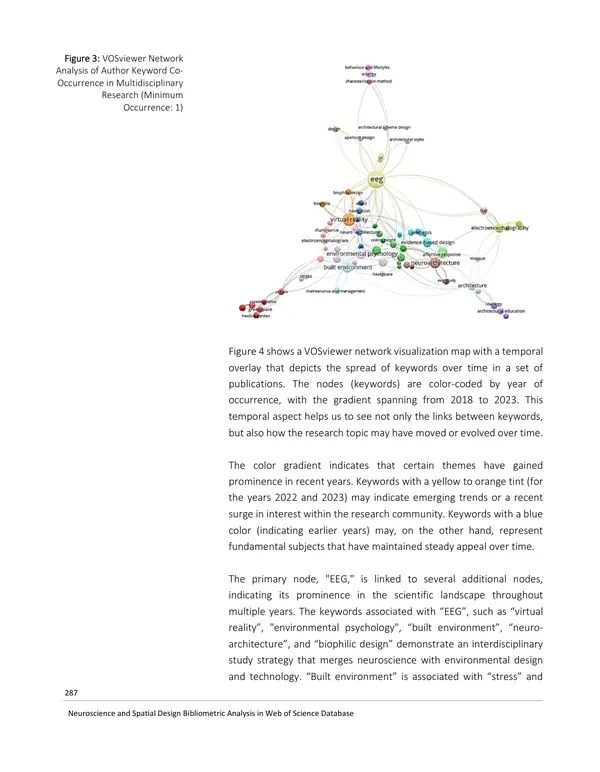 Figure 3: VOSviewer Network
Analysis of Author Keyword Co-
Occurrence in Multidisciplinary
Research (Minimum
Occurrence: 1)
behaviour and lifestyles
energy
characterization method
design
architectural scheme design
aperture design
architectural styles
eeg
biophilic design
biophilia
navigation
virtual reality
illuminance
neuro-architecture
electroencephalogram
ceiling height
evidence-based design
electroencephalography
environmental psychology
affective response
neuroarchitecture
mosque
built environment
healthcare
stress
architecture
maintenance and management
green space
healing garden
ideology
architectural education
Figure 4 shows a VOSviewer network visualization map with a temporal
overlay that depicts the spread of keywords over time in a set of
publications. The nodes (keywords) are color-coded by year of
occurrence, with the gradient spanning from 2018 to 2023. This
temporal aspect helps us to see not only the links between keywords,
but also how the research topic may have moved or evolved over time.
The color gradient indicates that certain themes have gained
prominence in recent years. Keywords with a yellow to orange tint (for
the years 2022 and 2023) may indicate emerging trends or a recent
surge in interest within the research community. Keywords with a blue
color (indicating earlier years) may, on the other hand, represent
fundamental subjects that have maintained steady appeal over time.
The primary node, "EEG," is linked to several additional nodes,
indicating its prominence in the scientific landscape throughout
multiple years. The keywords associated with “EEG”, such as “virtual
reality”, "environmental psychology", “built environment”, “neuro-
architecture”, and “biophilic design” demonstrate an interdisciplinary
study strategy that merges neuroscience with environmental design
and technology. “Built environment” is associated with “stress” and
287
Neuroscience and Spatial Design Bibliometric Analysis in Web of Science Database